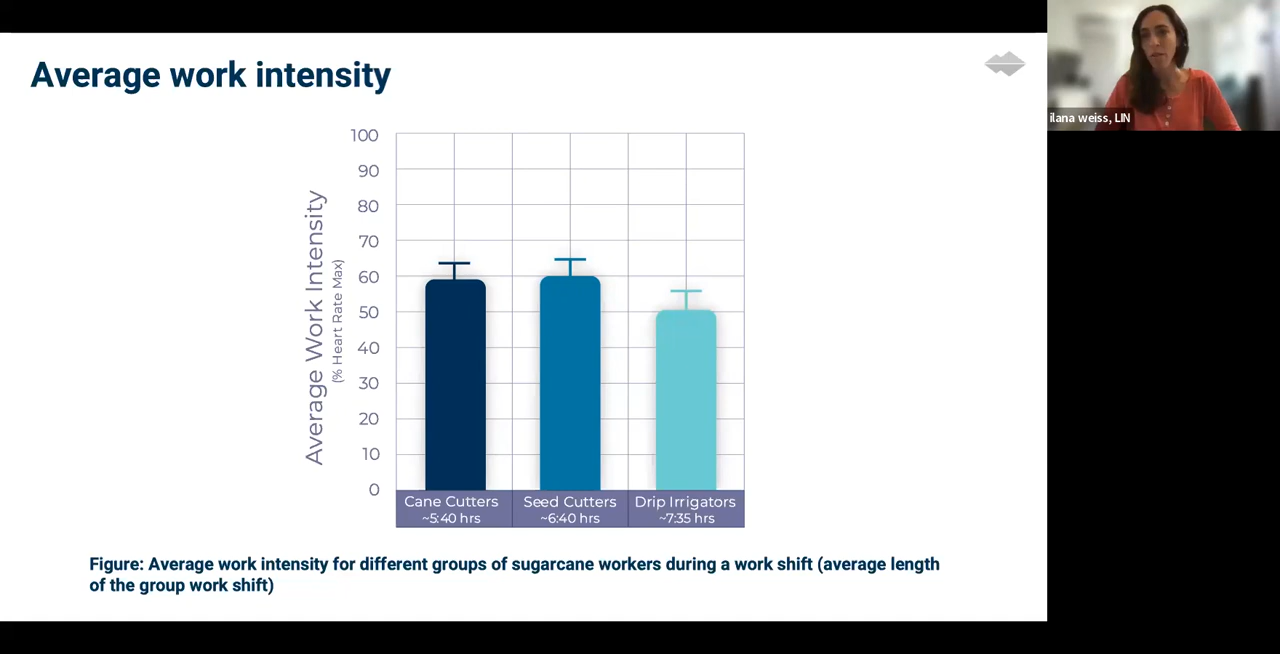 Average work intensity
ilana weiss, LIN
100
90
80
70
60
50
40
30
20
10
0
Average Work Intensity
(% Heart Rate Max)
Cane Cutters
~5:40 hrs
Seed Cutters
~6:40 hrs
Drip Irrigators
~7:35 hrs
Figure: Average work intensity for different groups of sugarcane workers during a work shift (average length
of the group work shift)